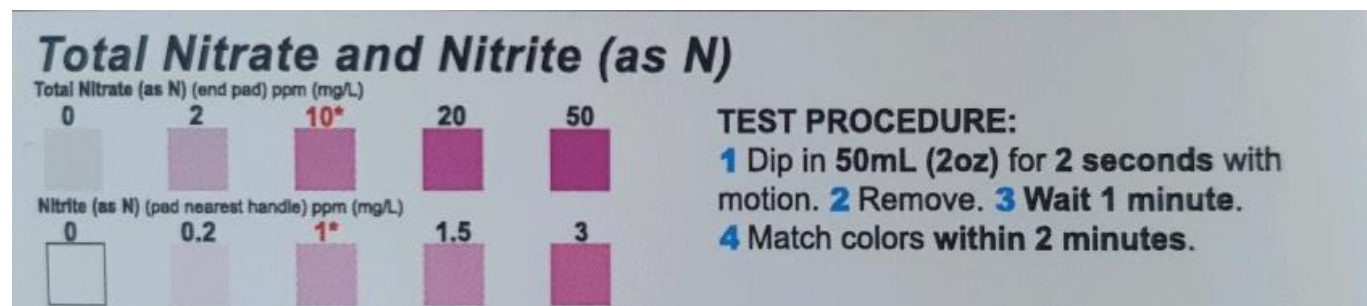 Total Nitrate and Nitrite (as N)
Total Nitrate (as N) (end pad) ppm (mg/L)
0 2 10* 20 50
Nitrite (as N) (pad nearest handle) ppm (mg/L)
0 0.2 1* 1.5 3
TEST PROCEDURE:
1 Dip in 50mL (2oz) for 2 seconds with
motion. 2 Remove. 3 Wait 1 minute.
4 Match colors within 2 minutes.